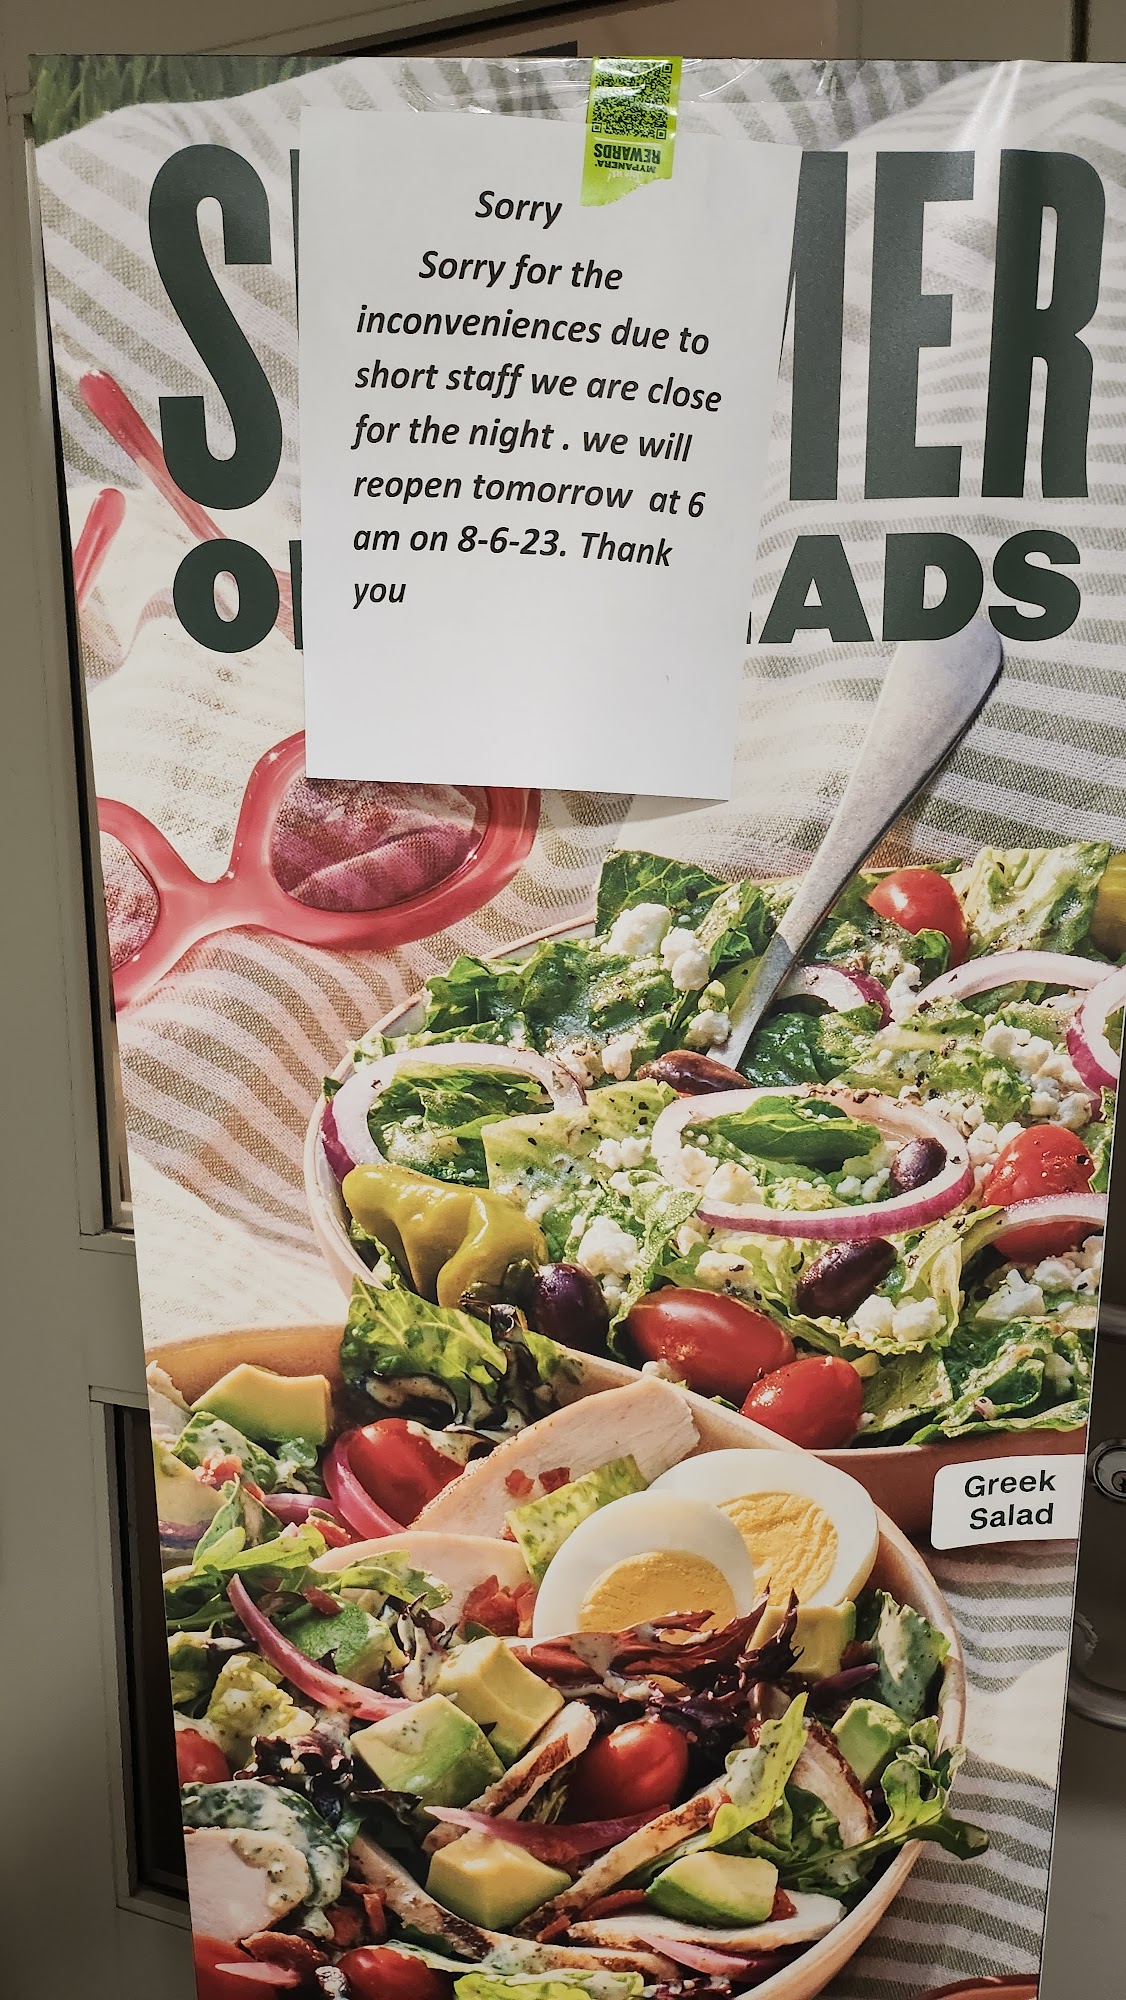 MYPANERA
REWARDS
Sorry
Sorry for the
inconveniences due to
short staff we are close
for the night . we will
reopen tomorrow  at 6
am on 8-6-23. Thank
you
Greek
Salad